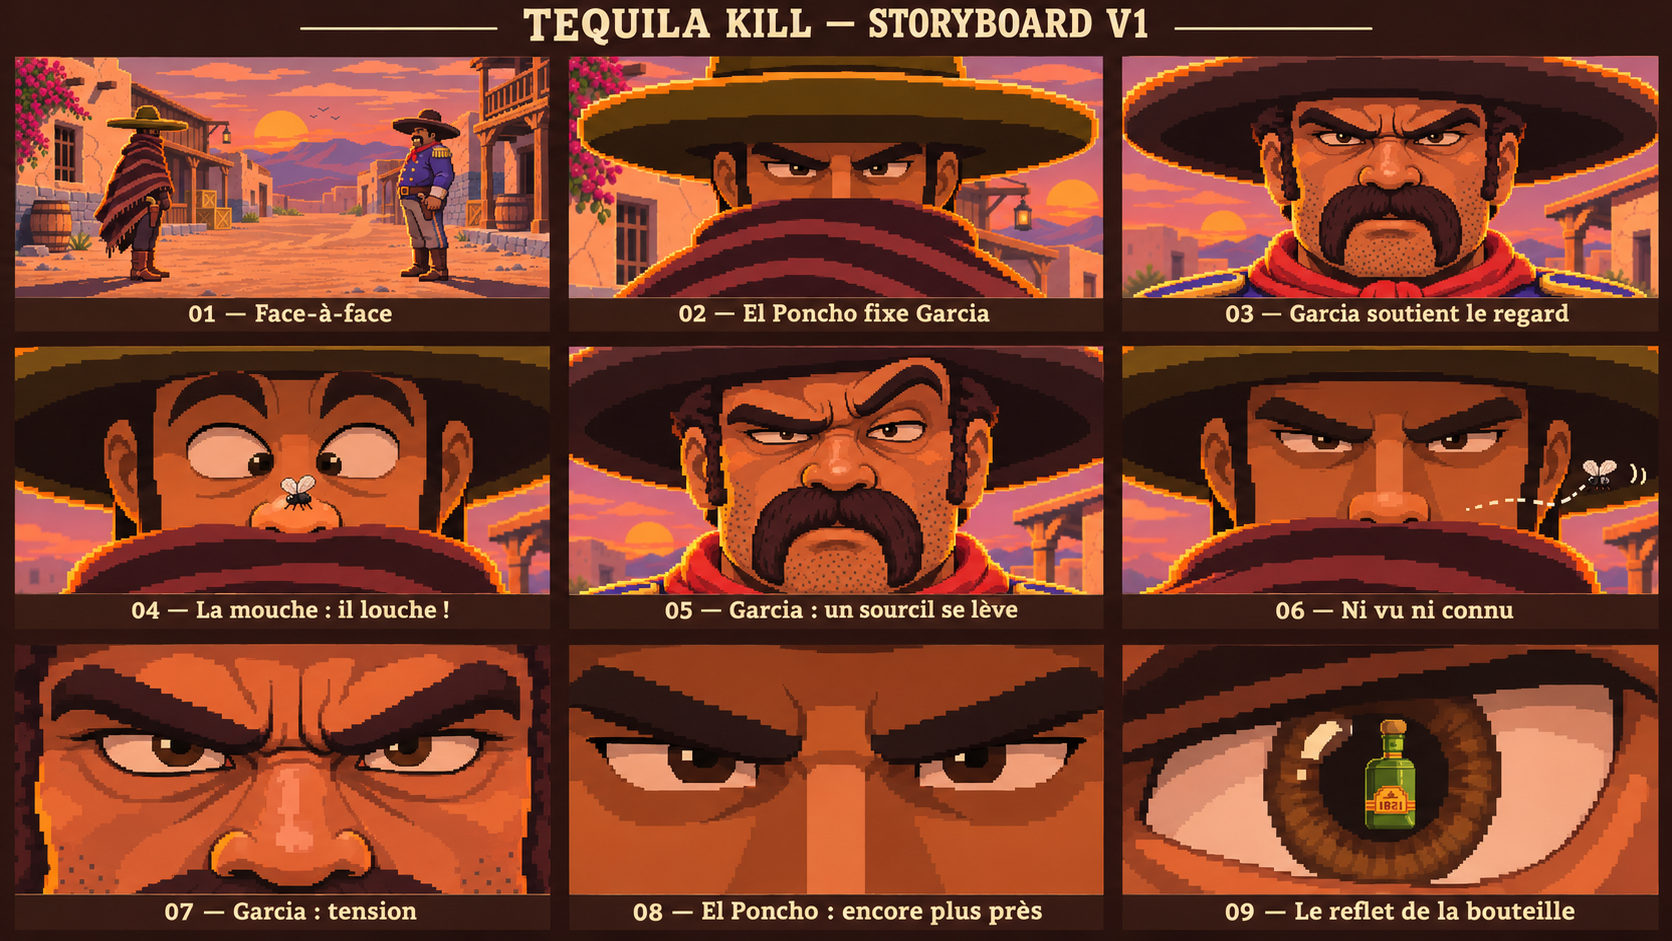 TEQUILA KILL — STORYBOARD V1
01 — Face-à-face
02 — El Poncho fixe Garcia
03 — Garcia soutient le regard
04 — La mouche : il louche !
05 — Garcia : un sourcil se lève
06 — Ni vu ni connu
1821
07 — Garcia : tension
08 — El Poncho : encore plus près
09 — Le reflet de la bouteille